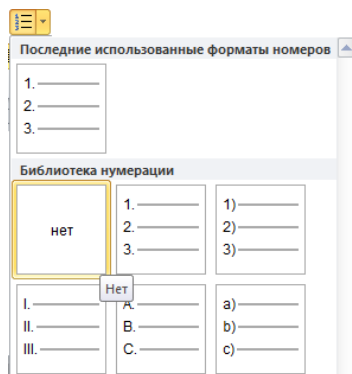 Последние использованные форматы номеров
1.
2.
3.
Библиотека нумерации
нет
1.
2.
3.
1)
2)
3)
Нет
I.
II.
III.
A.
B.
C.
a)
b)
c)